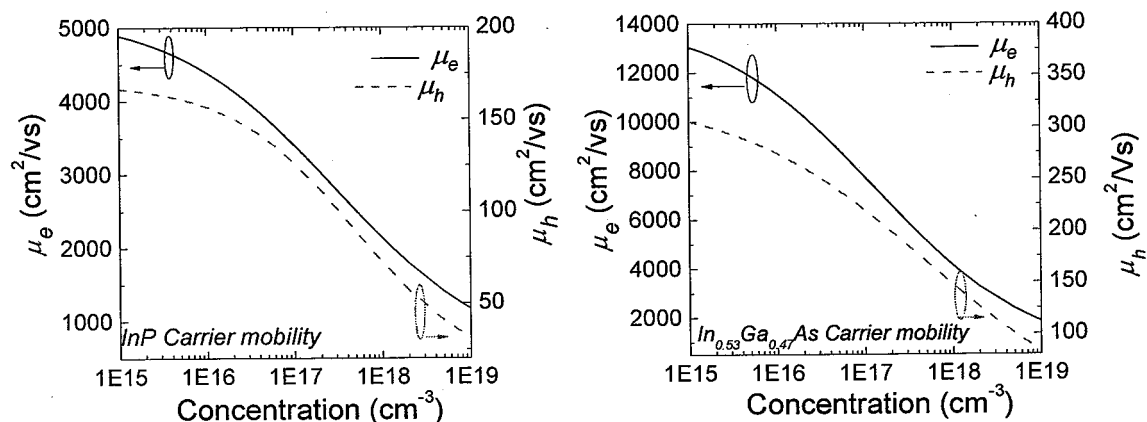 5000
4000
3000
2000
1000
μe (cm²/vs)
μe
μh
200
150
100
50
μh (cm²/vs)
InP Carrier mobility
1E15 1E16 1E17 1E18 1E19
Concentration (cm⁻³)
14000
12000
10000
8000
6000
4000
2000
μe (cm²/vs)
μe
μh
400
350
300
250
200
150
100
μh (cm²/Vs)
In0.53Ga0.47As Carrier mobility
1E15 1E16 1E17 1E18 1E19
Concentration (cm⁻³)